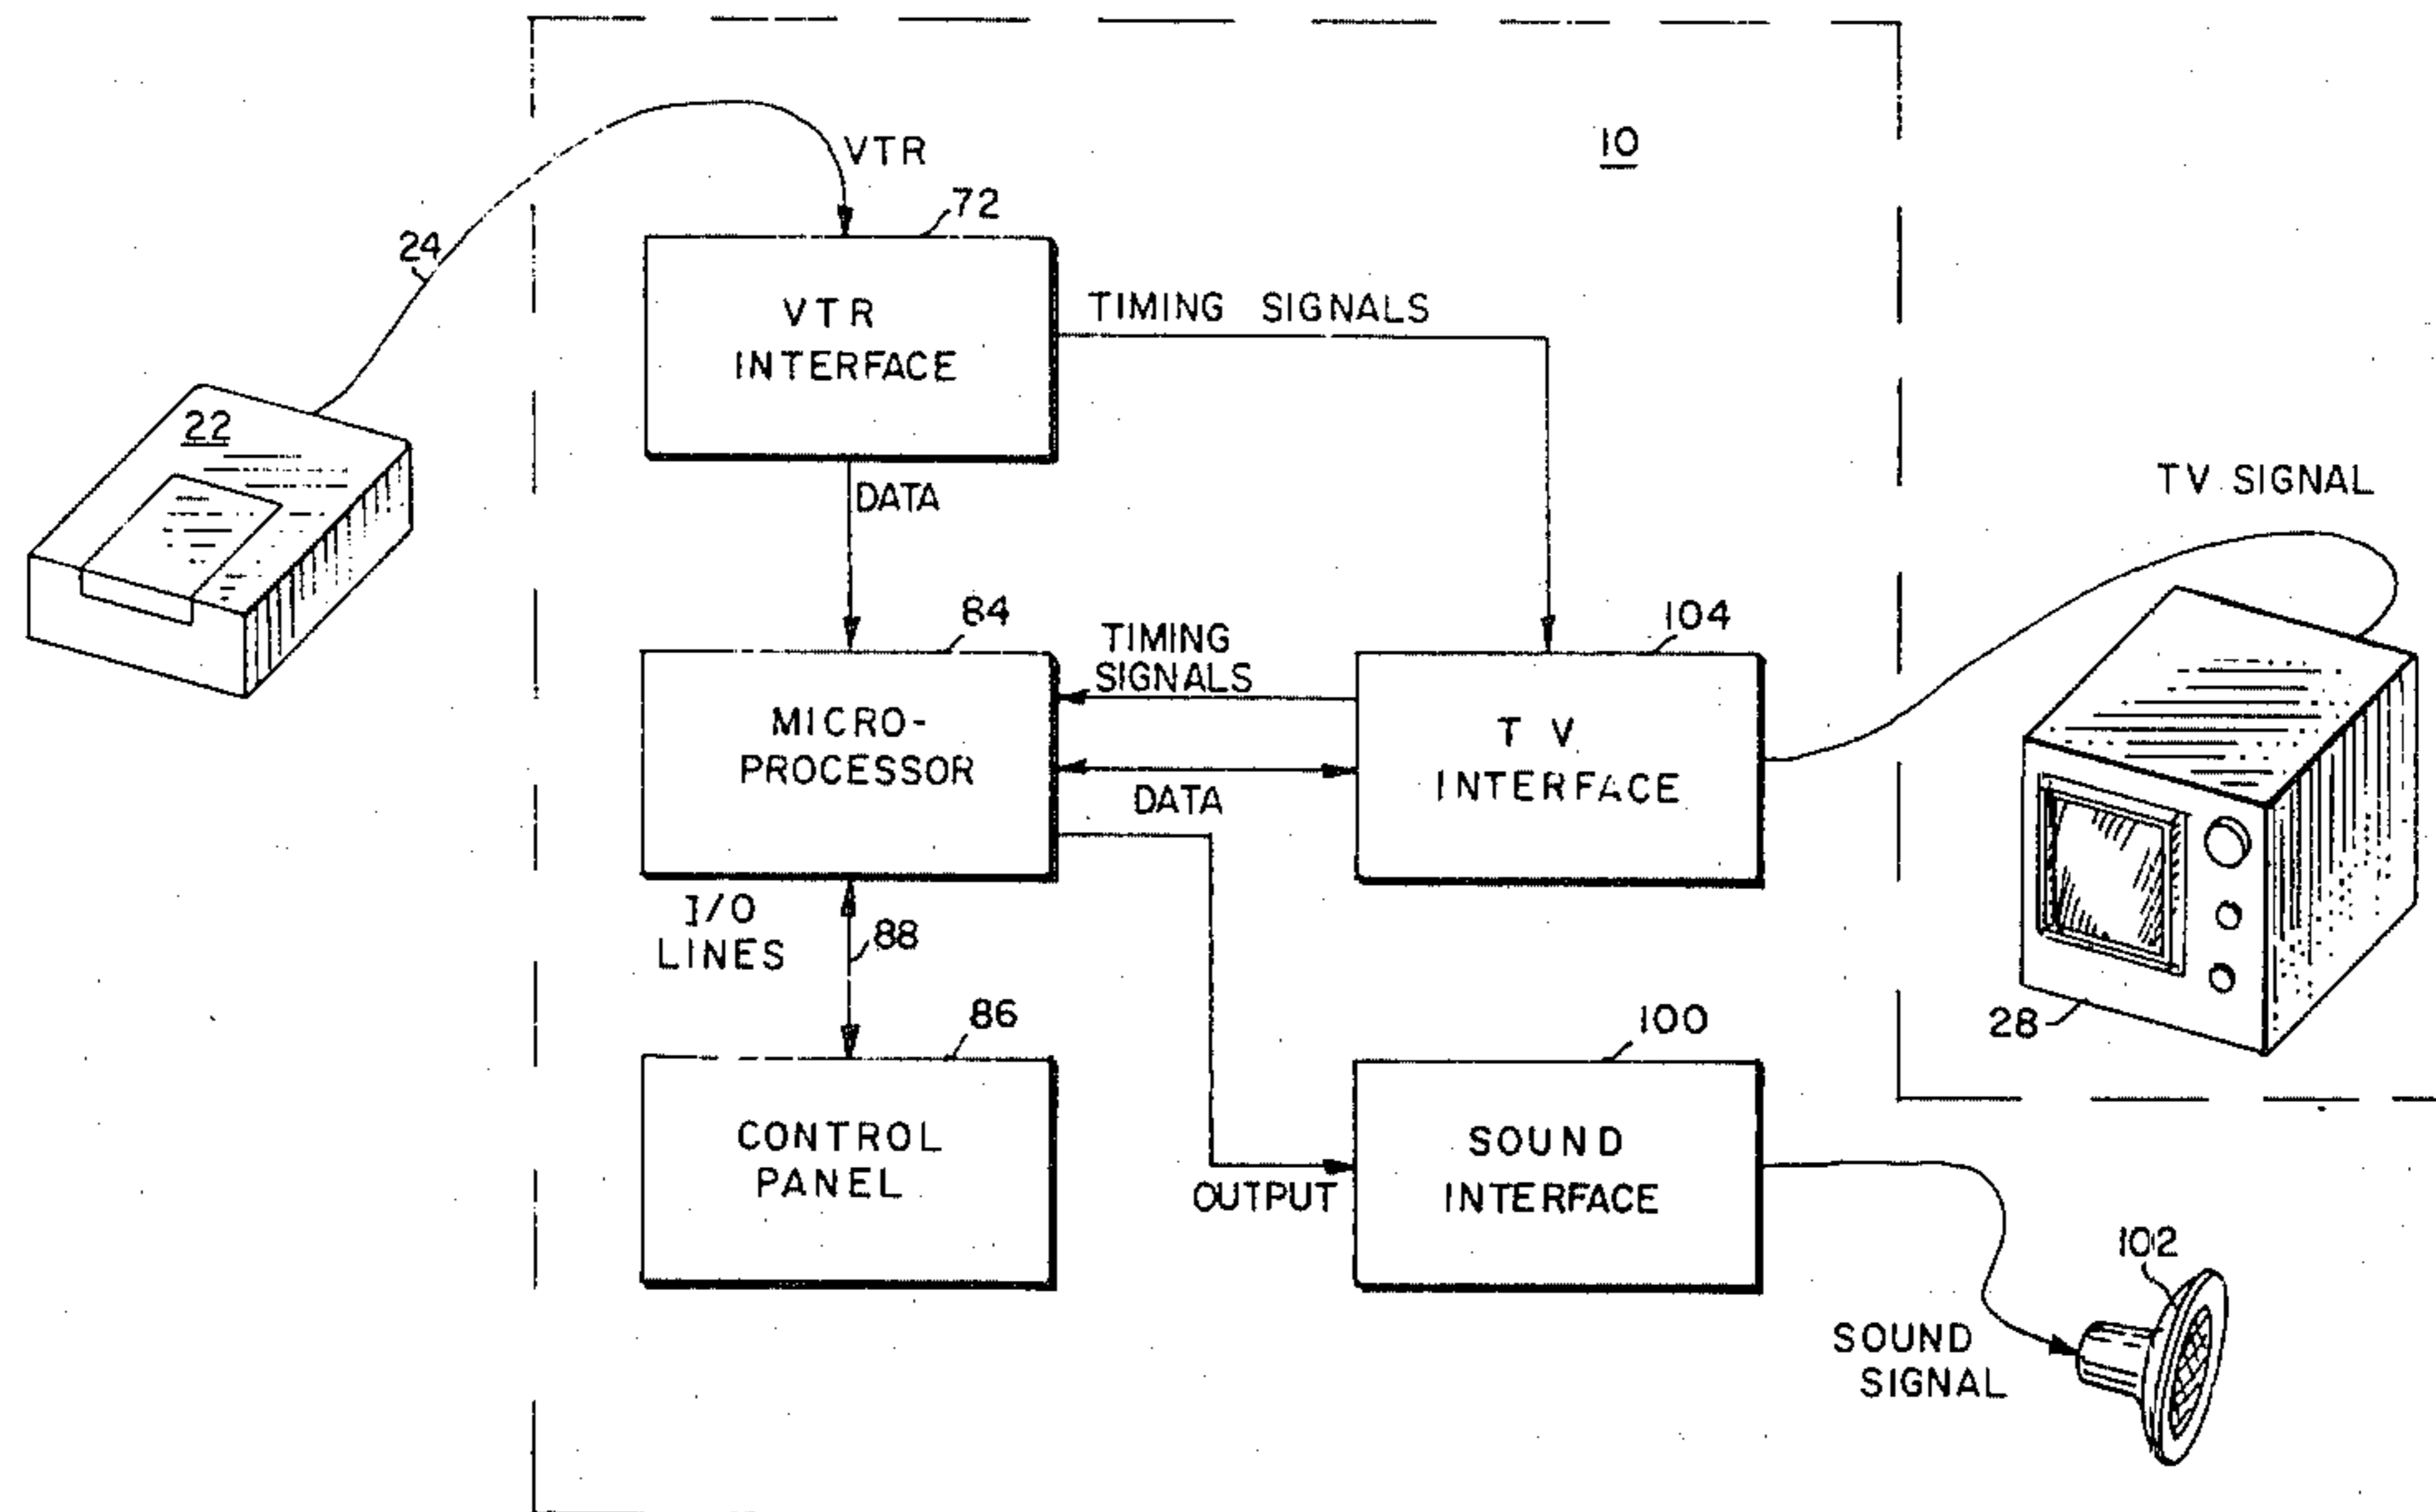 10
VTR
72
24
VTR
INTERFACE
TIMING SIGNALS
22
DATA
TV SIGNAL
84
TIMING
SIGNALS
104
MICRO-
PROCESSOR
TV
INTERFACE
DATA
I/O
LINES
88
28
86
100
CONTROL
PANEL
SOUND
INTERFACE
OUTPUT
102
SOUND
SIGNAL